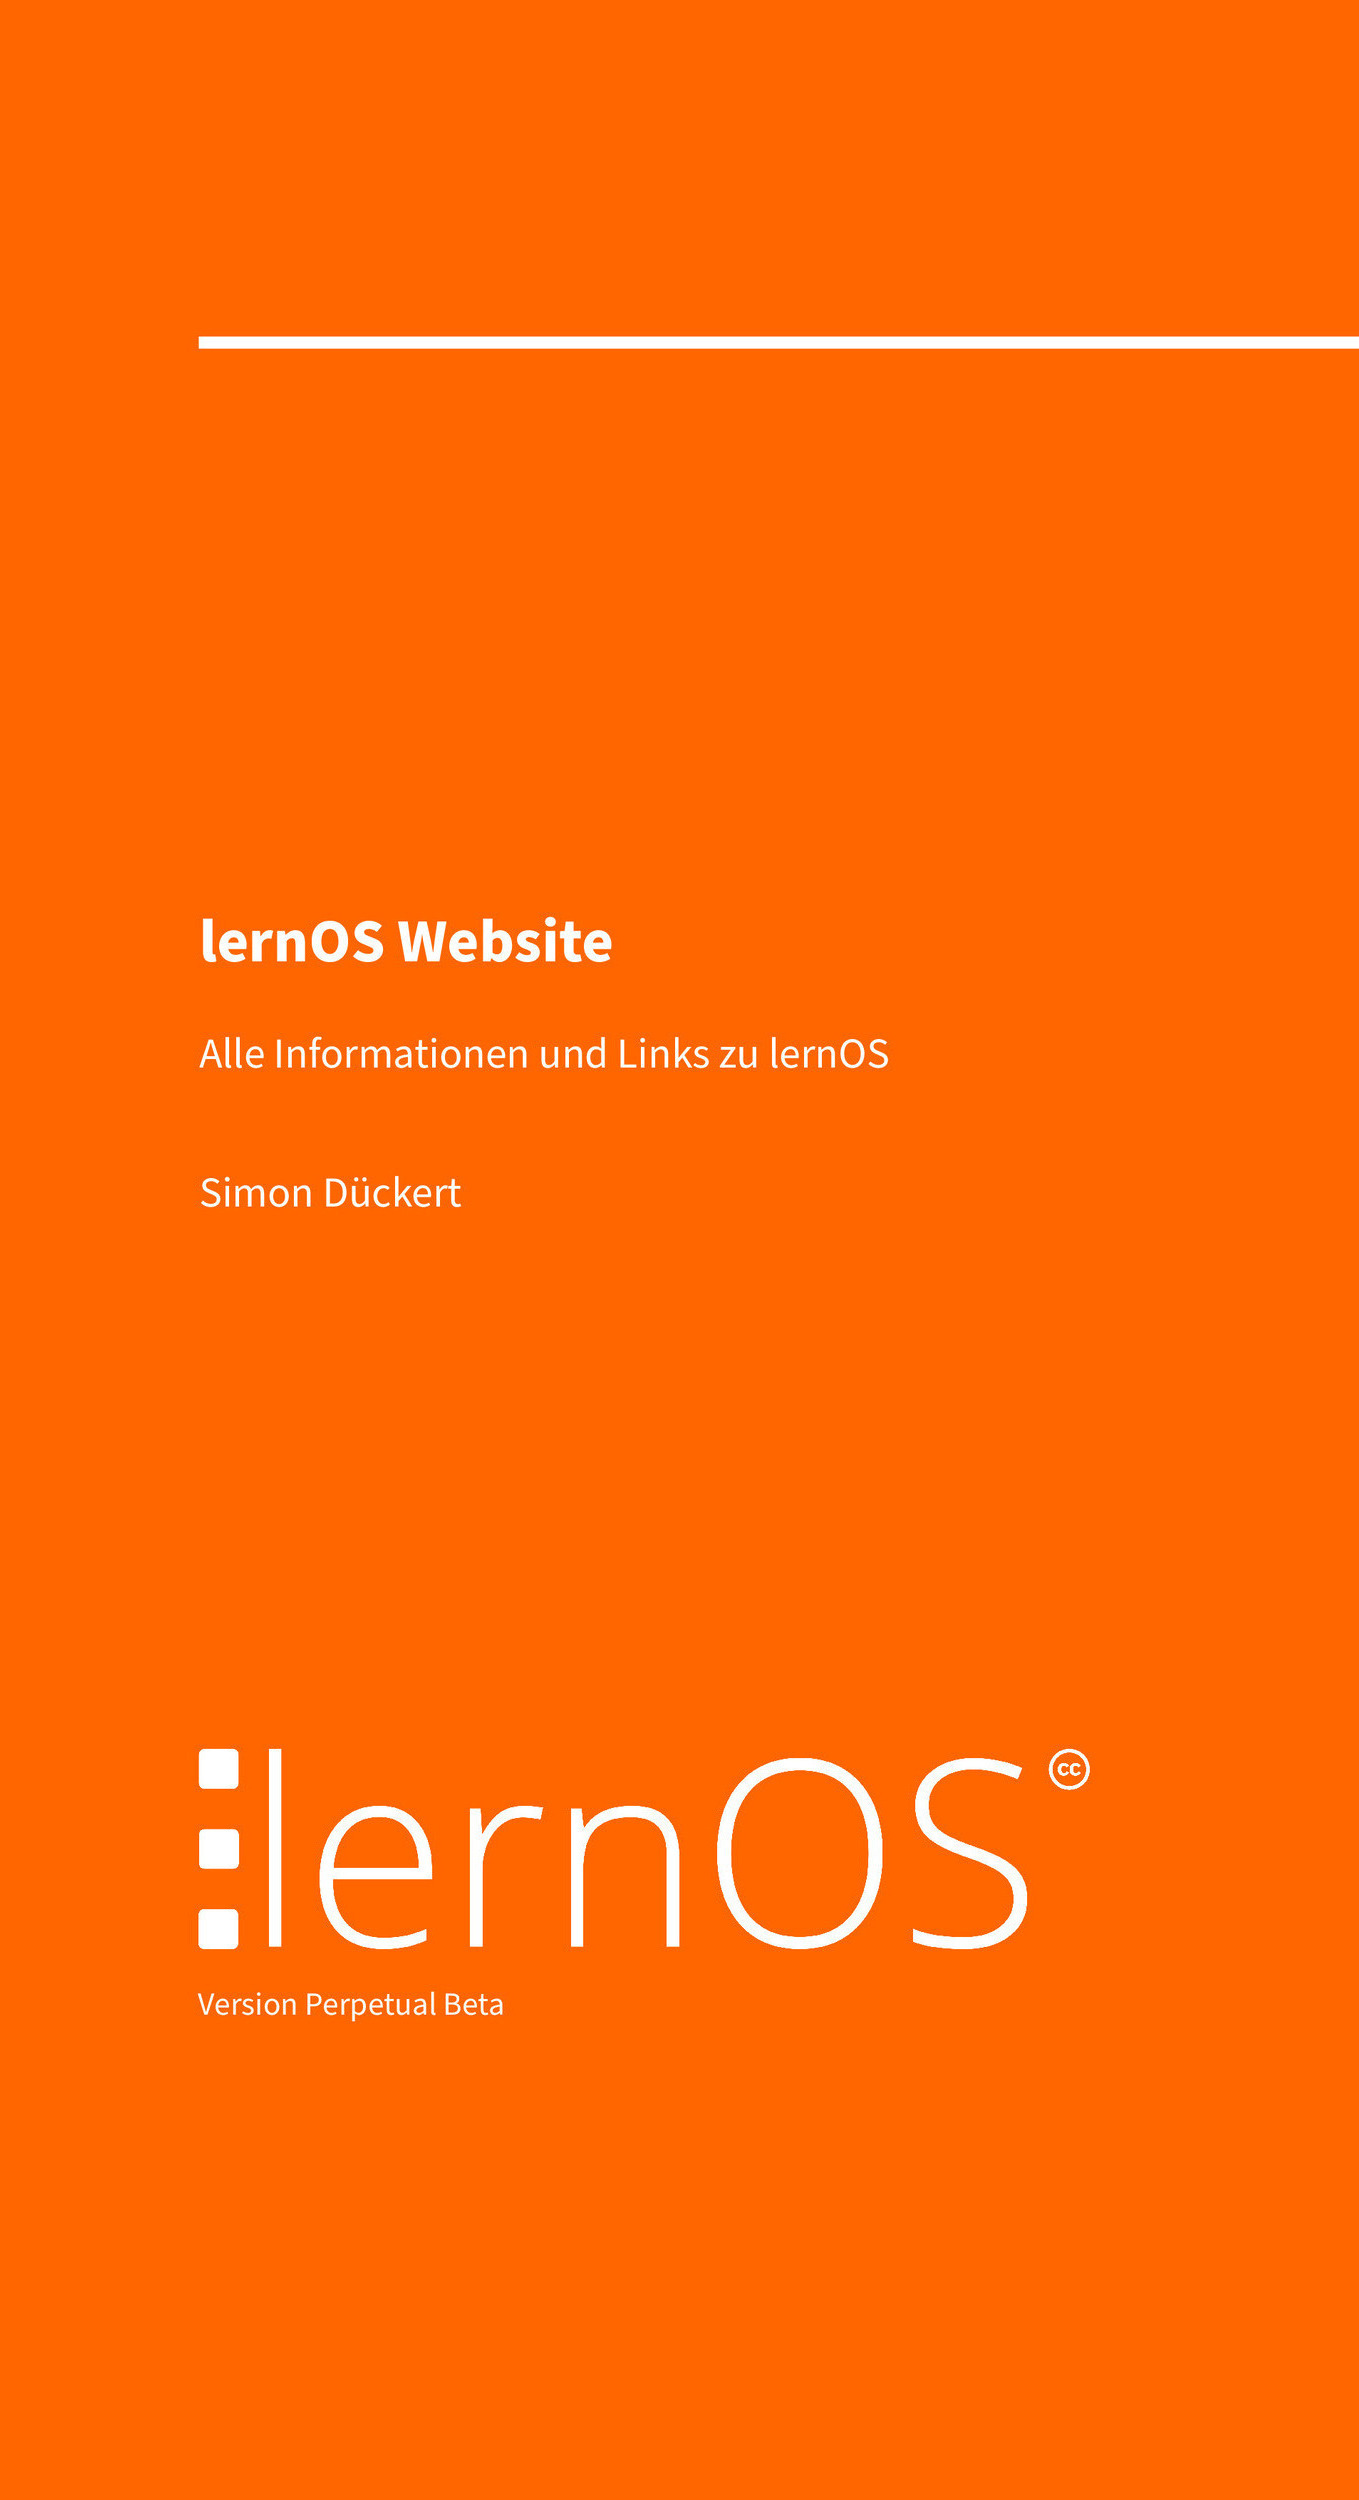 lernOS Website
Alle Informationen und Links zu lernOS
Simon Dückert
lernOS cc
Version Perpetual Beta